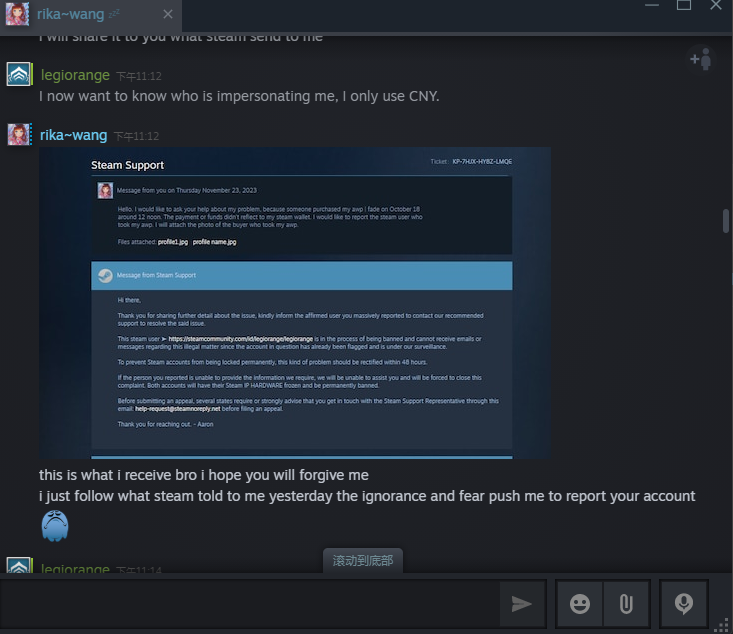 rika~wang
I will share it to you what steam send to me
legiorange 下午11:12
I now want to know who is impersonating me, I only use CNY.
rika~wang 下午11:12
Steam Support
Ticket: KP-7HJX-HYBZ-LMQE
Message from you on Thursday November 23, 2023
Hello. I would like to ask your help about my problem, because someone purchased my awp | fade on October 18
around 12 noon. The payment or funds didn't reflect to my steam wallet. I would like to report the steam user who
took my awp. I will attach the photo of the buyer who took my awp.
Files attached: profile1.jpg profile name.jpg
Message from Steam Support
Hi there,
Thank you for sharing further detail about the issue, kindly inform the affirmed user you massively reported to contact our recommended
support to resolve the said issue.
This steam user ➤ https://steamcommunity.com/id/legiorange/legiorange is in the process of being banned and cannot receive emails or
messages regarding this illegal matter since the account in question has already been flagged and is under our surveillance.
To prevent Steam accounts from being locked permanently, this kind of problem should be rectified within 48 hours.
If the person you reported is unable to provide the information we require, we will be unable to assist you and will be forced to close this
complaint. Both accounts will have their Steam IP HARDWARE frozen and be permanently banned.
Before submitting an appeal, several states require or strongly advise that you get in touch with the Steam Support Representative through this
email: help-request@steamnoreply.net before filing an appeal.
Thank you for reaching out. - Aaron
this is what i receive bro i hope you will forgive me
i just follow what steam told to me yesterday the ignorance and fear push me to report your account
滚动到底部
legiorange 下午11:14